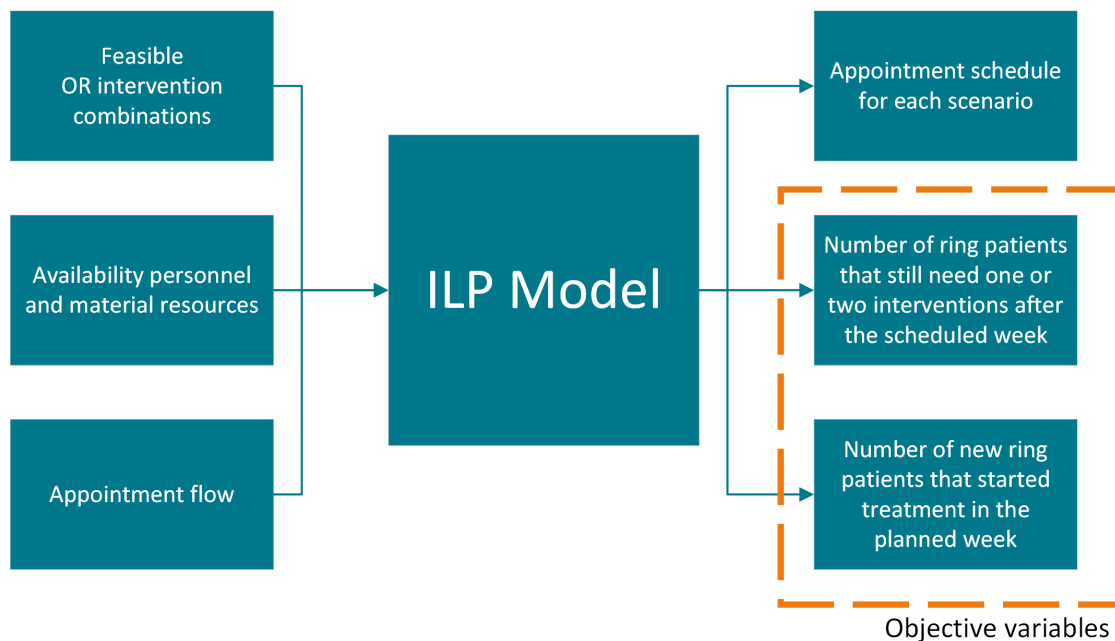 Feasible
OR intervention
combinations
Availability personnel
and material resources
Appointment flow
ILP Model
Appointment schedule
for each scenario
Number of ring patients
that still need one or
two interventions after
the scheduled week
Number of new ring
patients that started
treatment in the
planned week
Objective variables